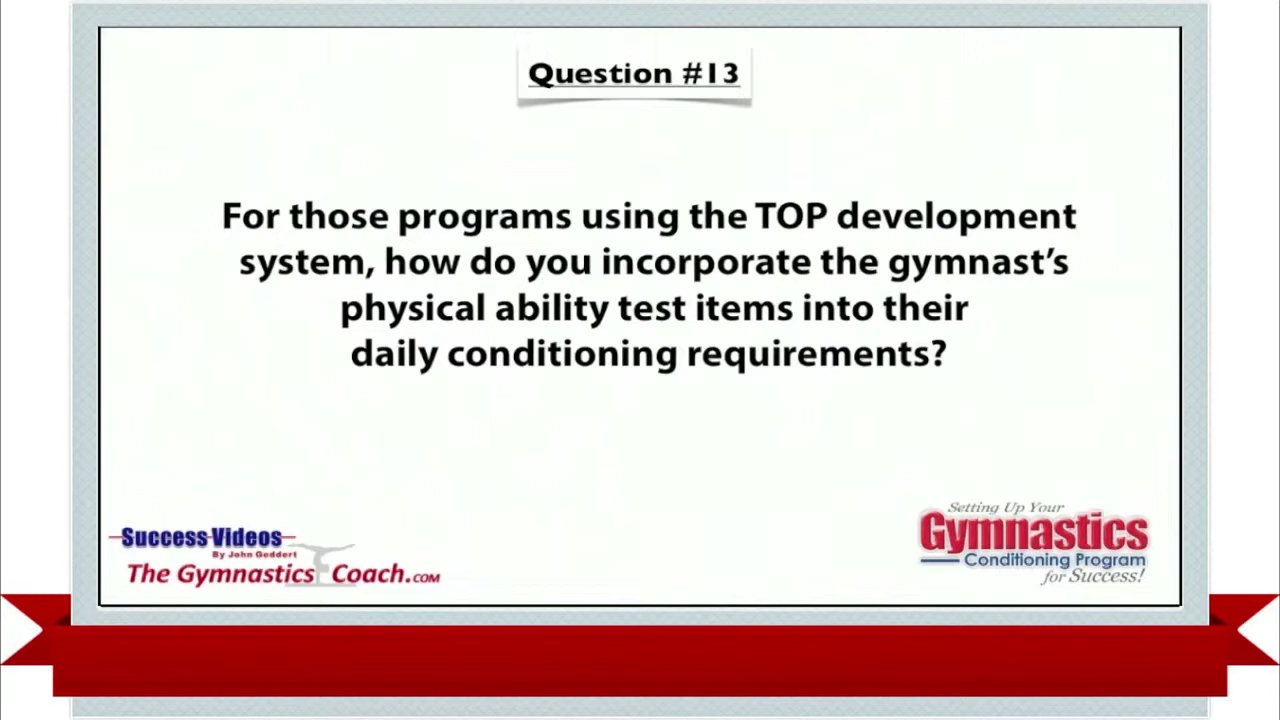 Question #13
For those programs using the TOP development
system, how do you incorporate the gymnast’s
physical ability test items into their
daily conditioning requirements?
Success Videos
By John Geddert
The Gymnastics Coach.COM
Setting Up Your
Gymnastics
Conditioning Program
for Success!